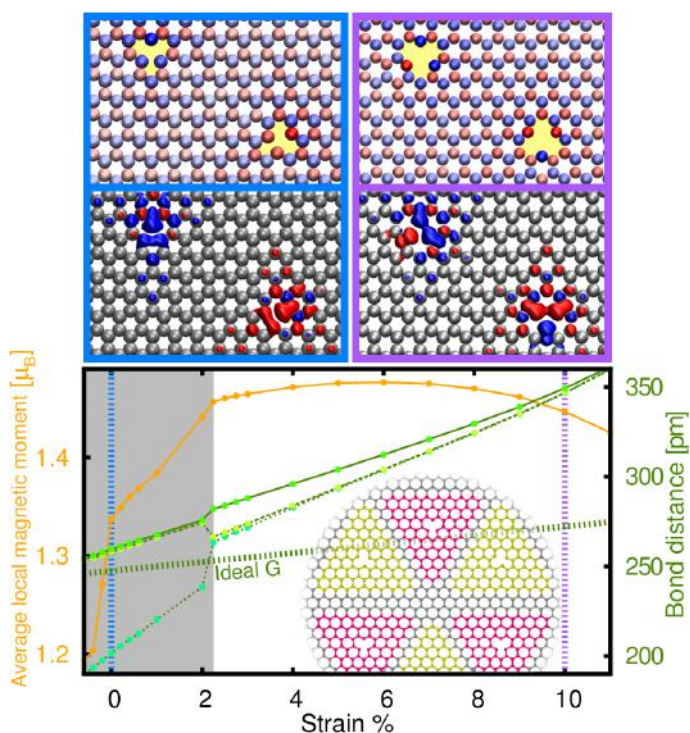 Average local magnetic moment [μB]
1.4
1.3
1.2
Ideal G
350
300
250
200
Bond distance [pm]
0 2 4 6 8 10
Strain %